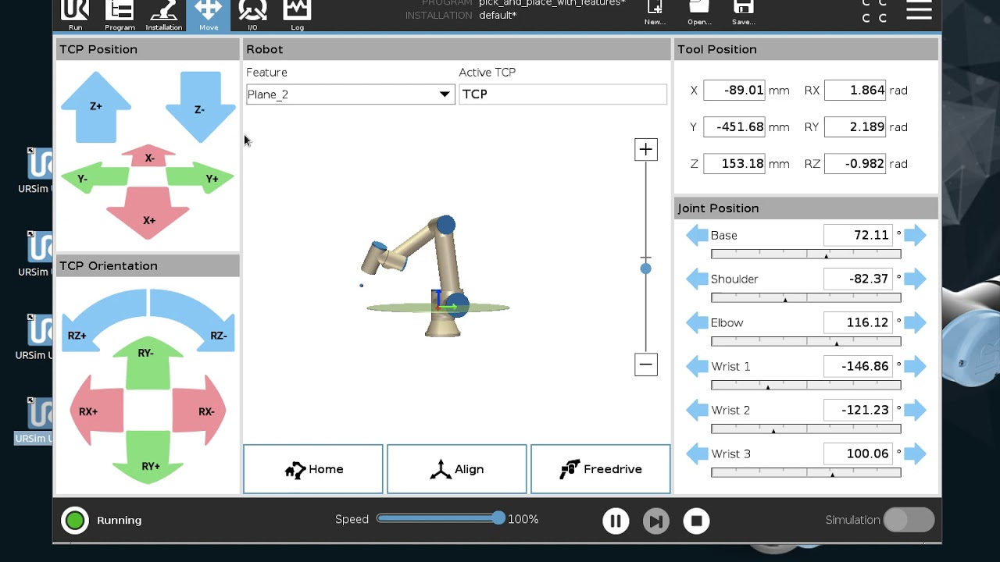 PROGRAM pick_and_place_with_features*
INSTALLATION default*
Run
Program
Installation
Move
I/O
Log
New...
Open...
Save...
TCP Position
Z+
Z-
X-
Y-
Y+
X+
TCP Orientation
RZ+
RZ-
RY-
RX+
RX-
RY+
Robot
Feature
Active TCP
Plane_2
TCP
Home
Align
Freedrive
Tool Position
X -89.01 mm RX 1.864 rad
Y -451.68 mm RY 2.189 rad
Z 153.18 mm RZ -0.982 rad
Joint Position
Base 72.11 °
Shoulder -82.37 °
Elbow 116.12 °
Wrist 1 -146.86 °
Wrist 2 -121.23 °
Wrist 3 100.06 °
Running
Speed 100%
Simulation
URSim U
URSim U
URSim U
URSim U